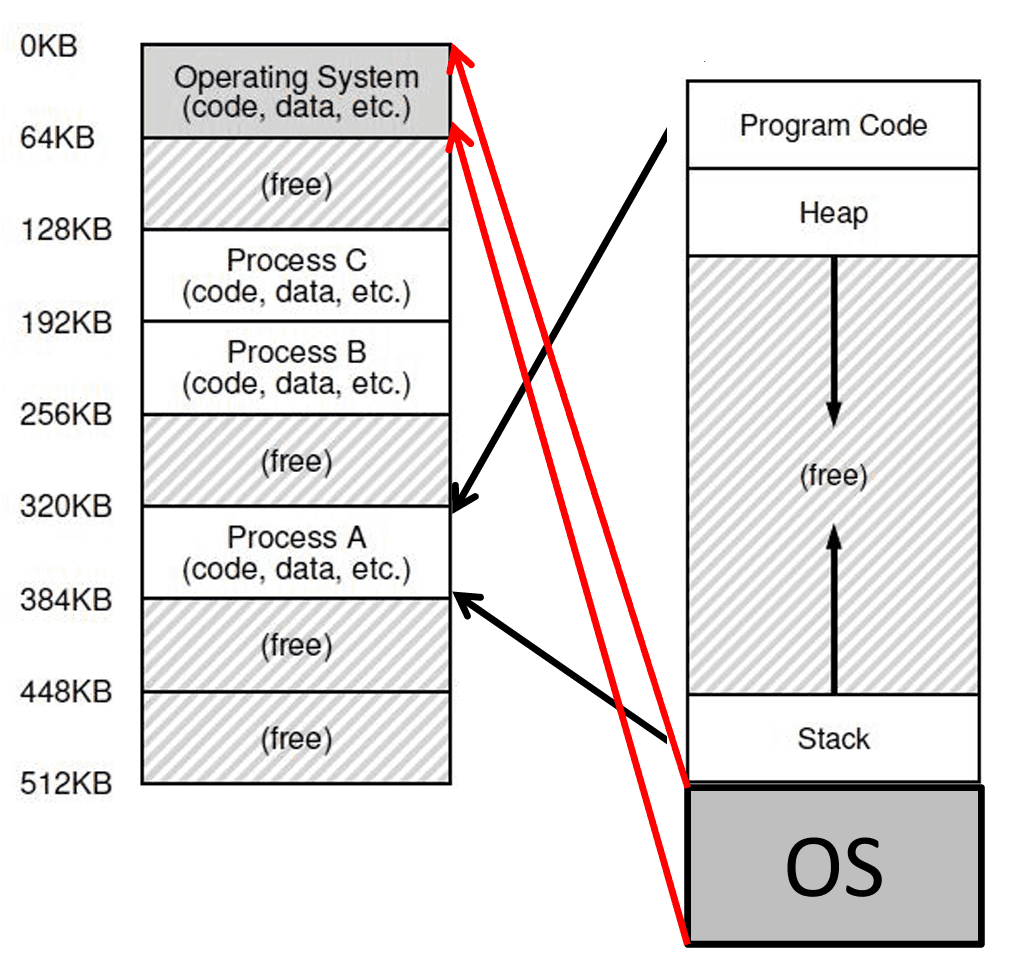 0KB
Operating System
(code, data, etc.)
64KB
(free)
128KB
Process C
(code, data, etc.)
192KB
Process B
(code, data, etc.)
256KB
(free)
320KB
Process A
(code, data, etc.)
384KB
(free)
448KB
(free)
512KB
Program Code
Heap
(free)
Stack
OS